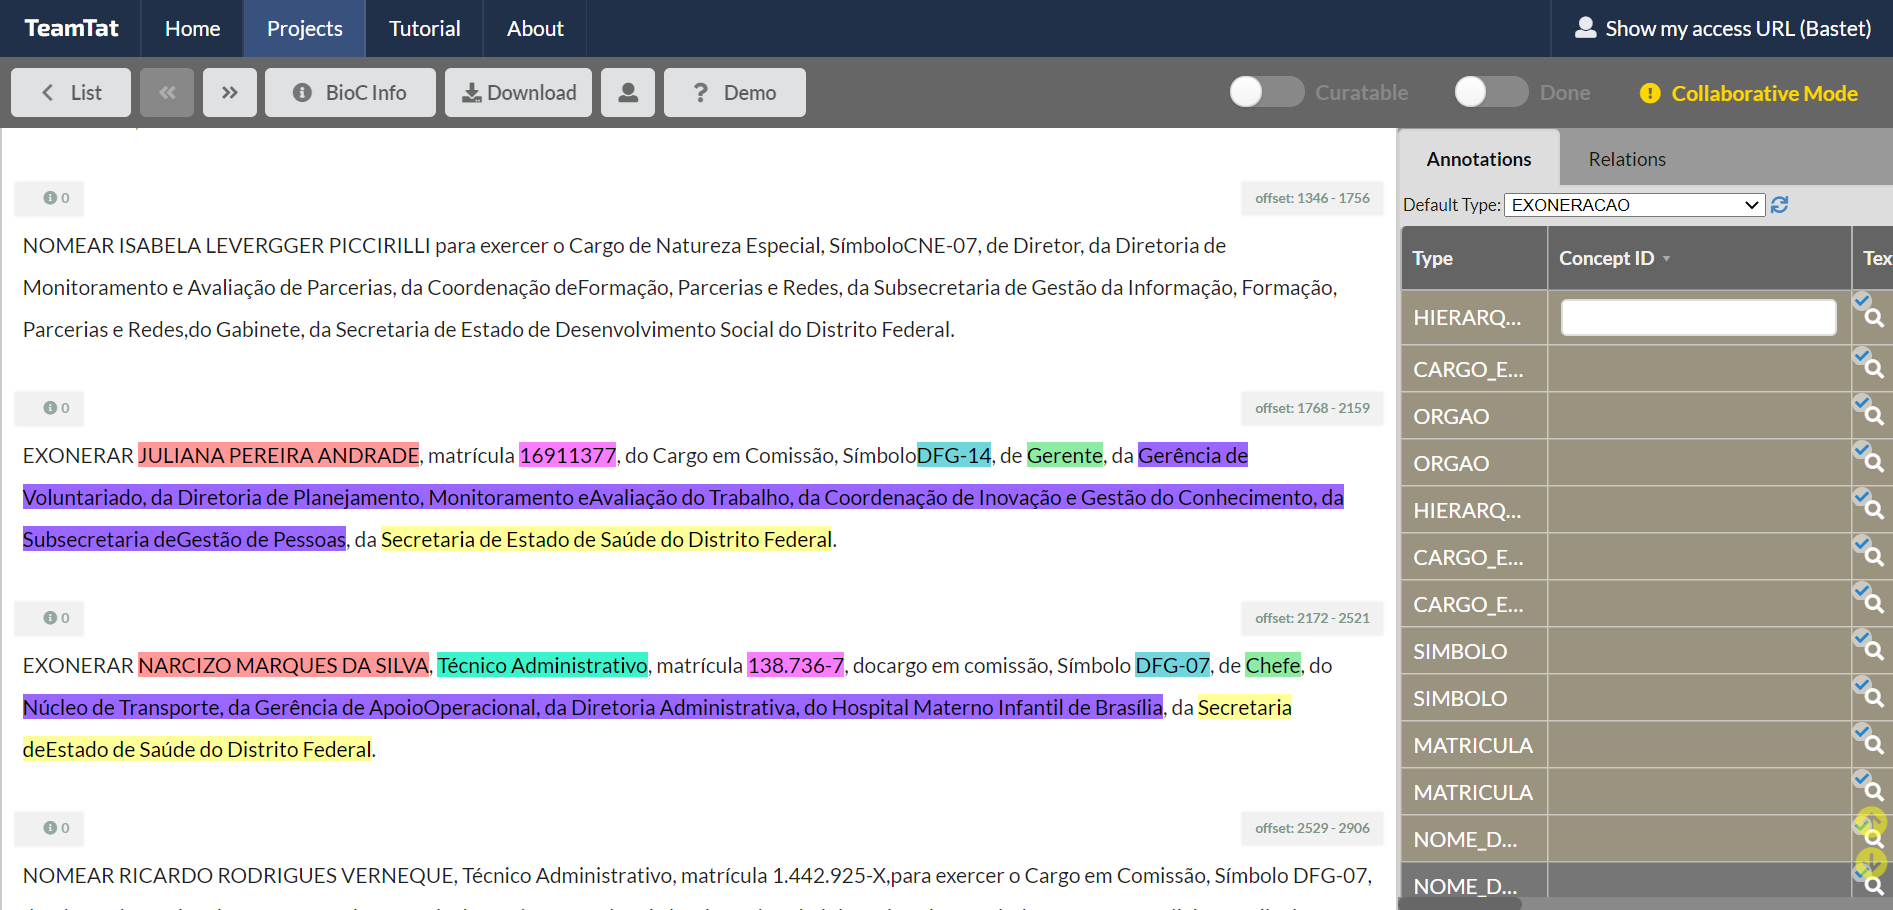 TeamTat Home Projects Tutorial About Show my access URL (Bastet)
List BioC Info Download Demo Curatable Done Collaborative Mode
Annotations Relations
Default Type: EXONERACAO
Type Concept ID Tex
HIERARQ...
CARGO_E...
ORGAO
ORGAO
HIERARQ...
CARGO_E...
CARGO_E...
SIMBOLO
SIMBOLO
MATRICULA
MATRICULA
NOME_D...
NOME_D...
0 offset: 1346 - 1756
NOMEAR ISABELA LEVERGGER PICCIRILLI para exercer o Cargo de Natureza Especial, SímboloCNE-07, de Diretor, da Diretoria de
Monitoramento e Avaliação de Parcerias, da Coordenação deFormação, Parcerias e Redes, da Subsecretaria de Gestão da Informação, Formação,
Parcerias e Redes,do Gabinete, da Secretaria de Estado de Desenvolvimento Social do Distrito Federal.
0 offset: 1768 - 2159
EXONERAR JULIANA PEREIRA ANDRADE, matrícula 16911377, do Cargo em Comissão, SímboloDFG-14, de Gerente, da Gerência de
Voluntariado, da Diretoria de Planejamento, Monitoramento eAvaliação do Trabalho, da Coordenação de Inovação e Gestão do Conhecimento, da
Subsecretaria deGestão de Pessoas, da Secretaria de Estado de Saúde do Distrito Federal.
0 offset: 2172 - 2521
EXONERAR NARCIZO MARQUES DA SILVA, Técnico Administrativo, matrícula 138.736-7, docargo em comissão, Símbolo DFG-07, de Chefe, do
Núcleo de Transporte, da Gerência de ApoioOperacional, da Diretoria Administrativa, do Hospital Materno Infantil de Brasília, da Secretaria
deEstado de Saúde do Distrito Federal.
0 offset: 2529 - 2906
NOMEAR RICARDO RODRIGUES VERNEQUE, Técnico Administrativo, matrícula 1.442.925-X,para exercer o Cargo em Comissão, Símbolo DFG-07,